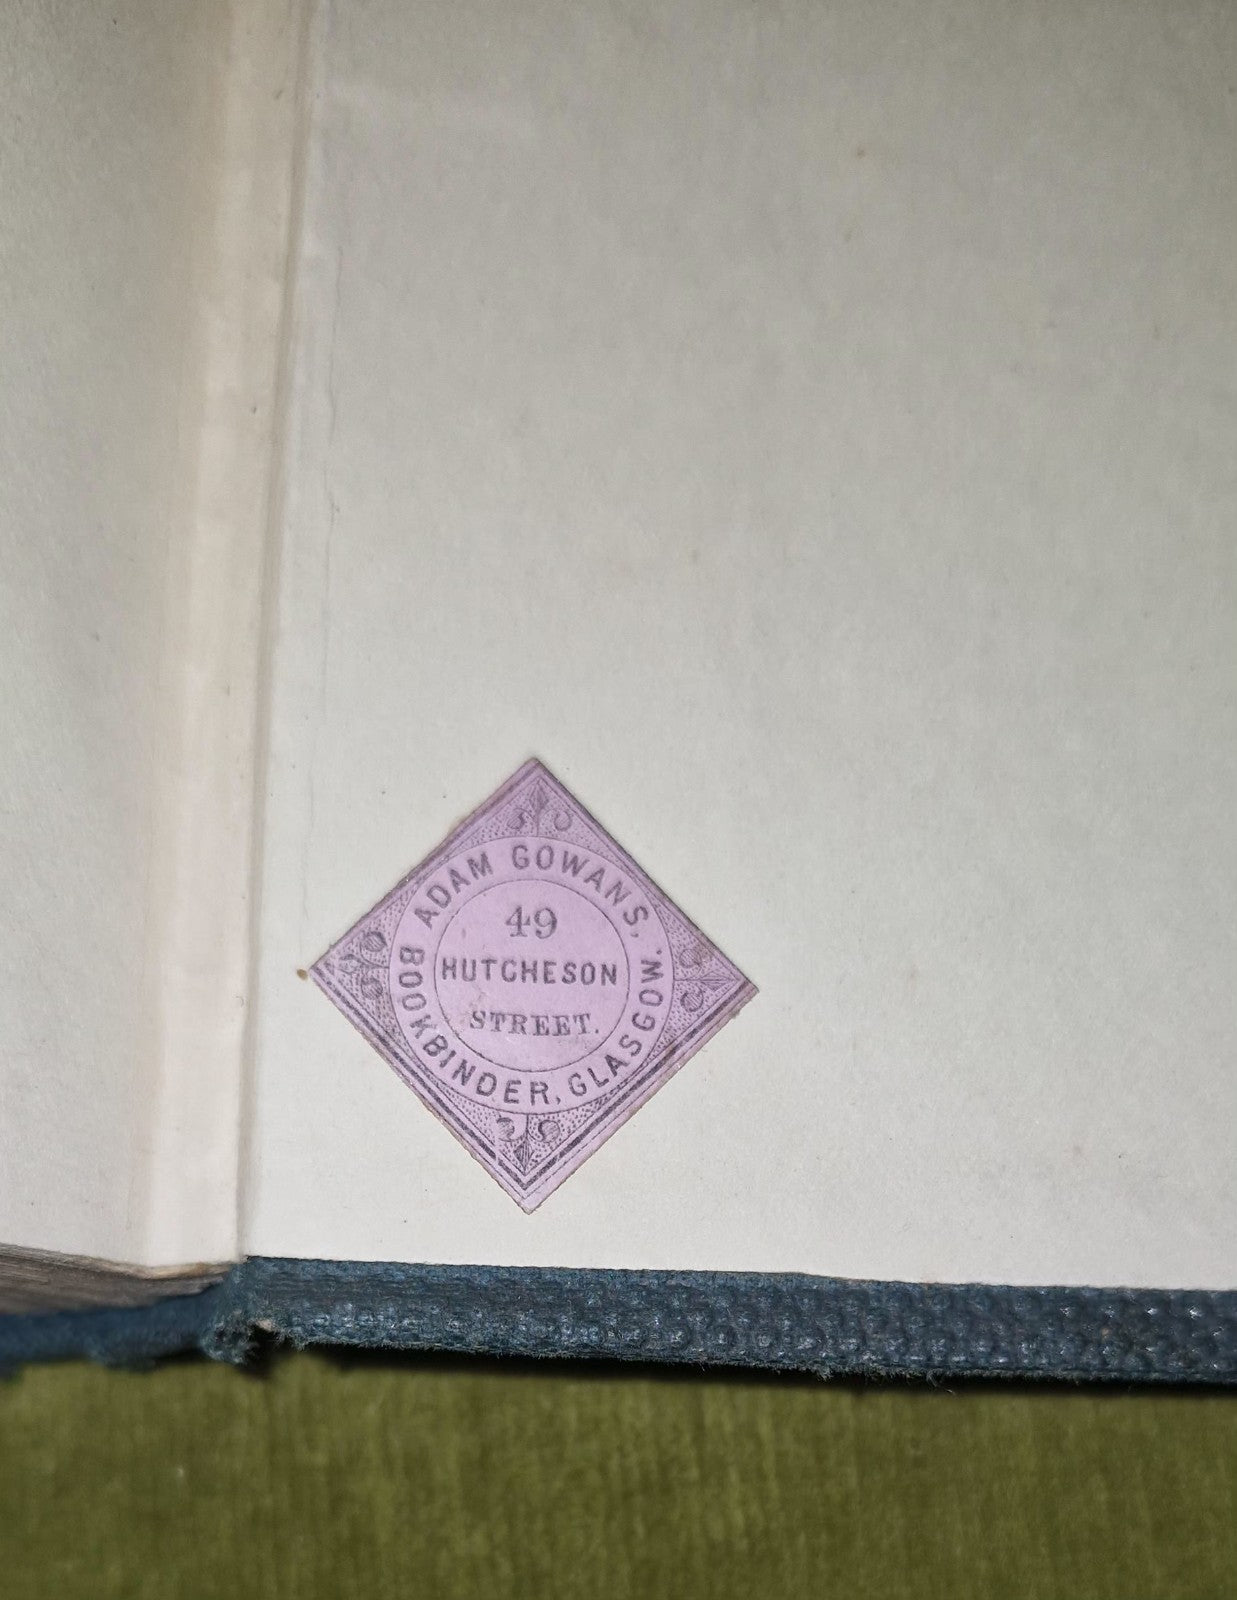 ADAM GOWANS,
49
HUTCHESON
STREET.
BOOKBINDER, GLASGOW.